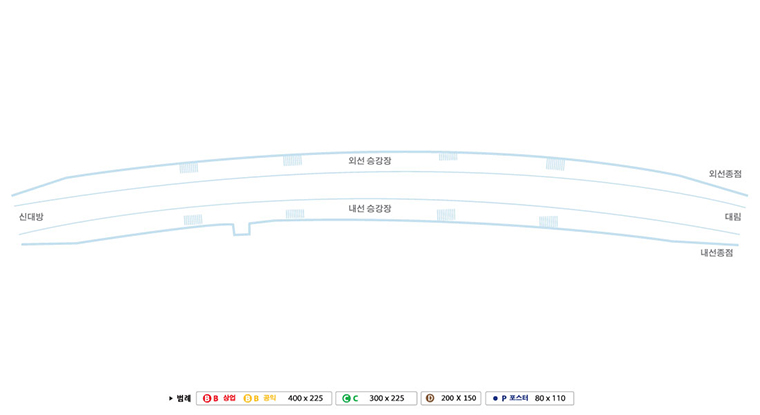 외선 승강장
외선종점
신대방
내선 승강장
대림
내선종점
▶ 범례 B B 상업 B B 공익 400 x 225 C C 300 x 225 D 200 X 150 P 포스터 80 x 110